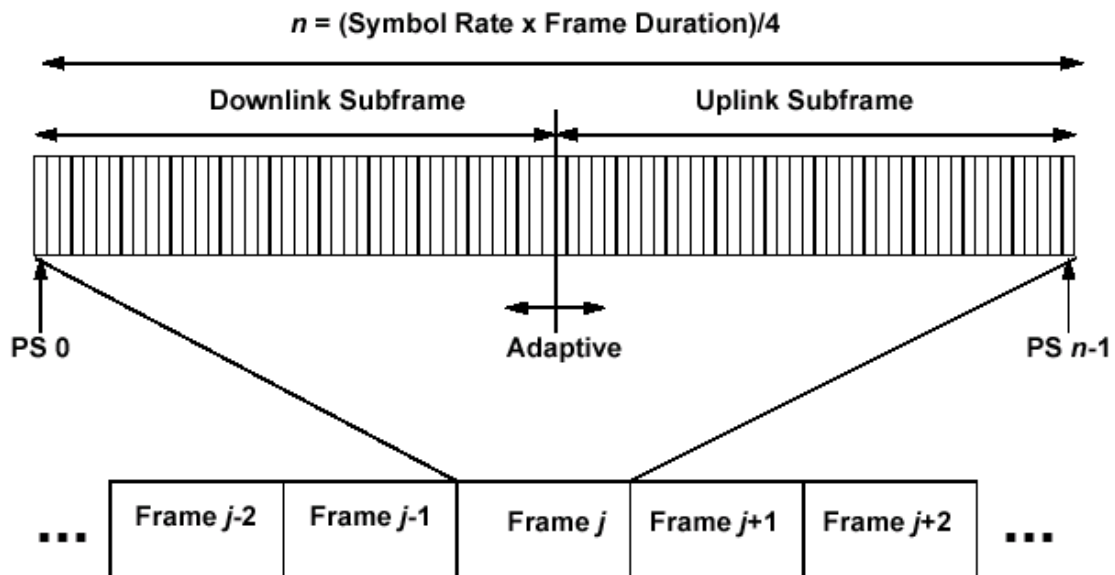 n = (Symbol Rate x Frame Duration)/4
Downlink Subframe
Uplink Subframe
PS 0
Adaptive
PS n-1
... Frame j-2 Frame j-1 Frame j Frame j+1 Frame j+2 ...